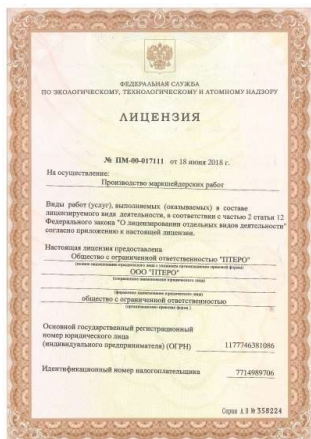 ФЕДЕРАЛЬНАЯ СЛУЖБА
ПО ЭКОЛОГИЧЕСКОМУ, ТЕХНОЛОГИЧЕСКОМУ И АТОМНОМУ НАДЗОРУ
ЛИЦЕНЗИЯ
№ ПМ-00-017111 от 18 июня 2018 г.
На осуществление:
Производство маркшейдерских работ
Виды работ (услуг), выполняемых (оказываемых) в составе
лицензируемого вида деятельности, в соответствии с частью 2 статьи 12
Федерального закона "О лицензировании отдельных видов деятельности"
согласно приложению к настоящей лицензии.
Настоящая лицензия предоставлена
Общество с ограниченной ответственностью "ПТЕРО"
ООО "ПТЕРО"
общество с ограниченной ответственностью
Основной государственный регистрационный
номер юридического лица
(индивидуального предпринимателя) (ОГРН) 1177746381086
Идентификационный номер налогоплательщика 7714989706
Серия А В № 358224